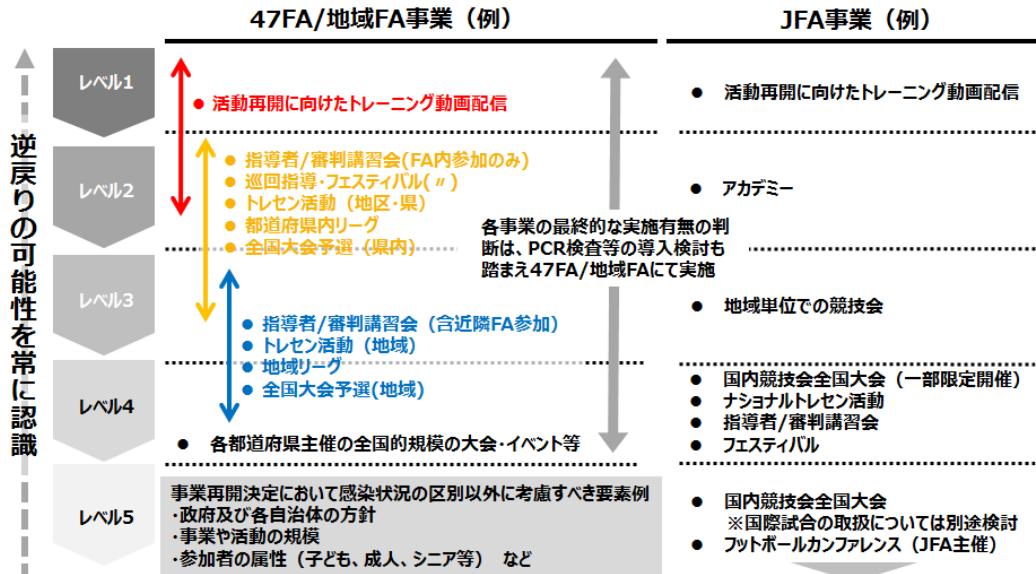 47FA/地域FA事業（例）
JFA事業（例）
逆戻りの可能性を常に認識
レベル1
● 活動再開に向けたトレーニング動画配信
● 活動再開に向けたトレーニング動画配信
レベル2
● 指導者/審判講習会(FA内参加のみ)
● 巡回指導・フェスティバル(〃)
● トレセン活動（地区・県）
● 都道府県内リーグ
● 全国大会予選（県内）
● アカデミー
各事業の最終的な実施有無の判
断は、PCR検査等の導入検討も
踏まえ47FA/地域FAにて実施
レベル3
● 指導者/審判講習会（含近隣FA参加）
● トレセン活動（地域）
● 地域リーグ
● 全国大会予選(地域)
● 地域単位での競技会
レベル4
● 各都道府県主催の全国的規模の大会・イベント等
● 国内競技会全国大会（一部限定開催）
● ナショナルトレセン活動
● 指導者/審判講習会
● フェスティバル
レベル5
事業再開決定において感染状況の区別以外に考慮すべき要素例
・政府及び各自治体の方針
・事業や活動の規模
・参加者の属性（子ども、成人、シニア等） など
● 国内競技会全国大会
※国際試合の取扱については別途検討
● フットボールカンファレンス（JFA主催）